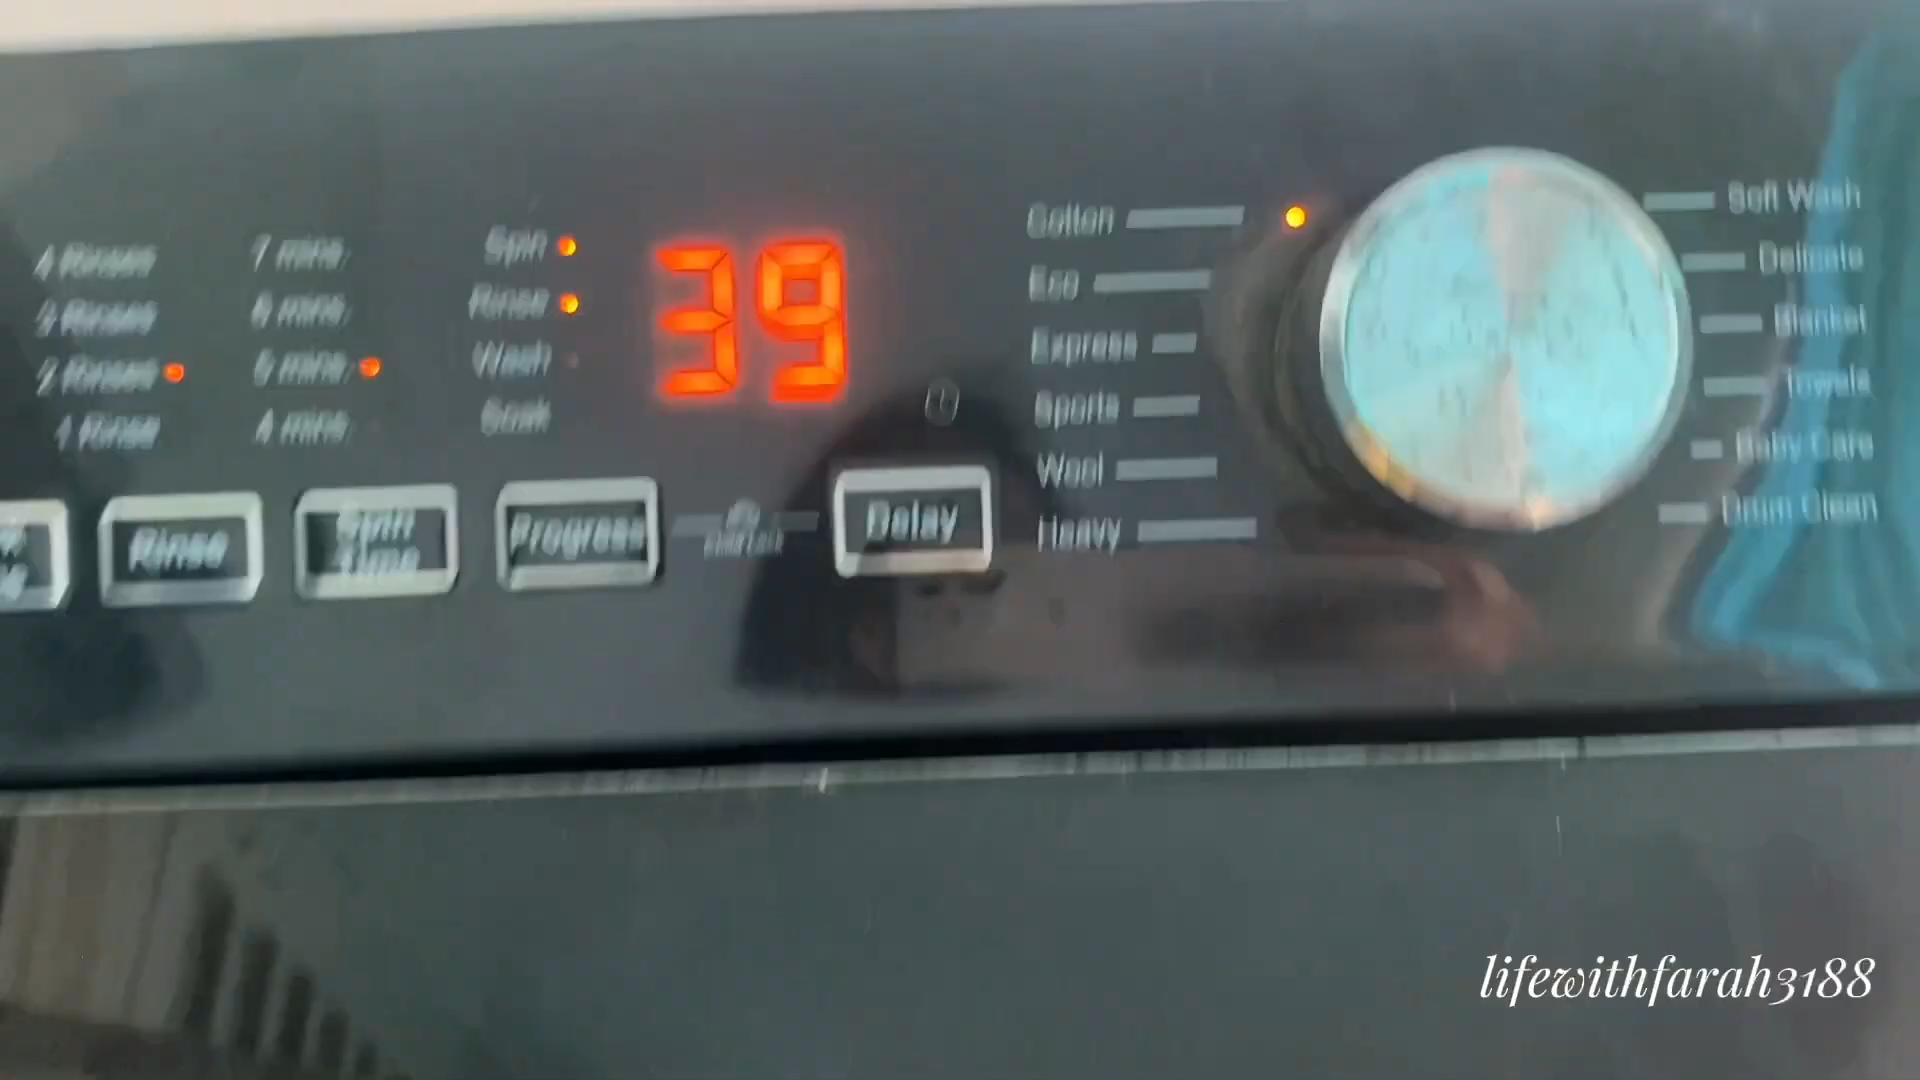 4 Rinses
3 Rinses
2 Rinses
1 Rinse
7 mins.
6 mins.
5 mins.
4 mins.
Spin
Rinse
Wash
Soak
39
Cotton
Eco
Express
Sports
Wool
Heavy
Soft Wash
Delicate
Blanket
Towels
Baby Care
Drum Clean
Rinse
Spin
Time
Progress
Delay
lifewithfarah3188